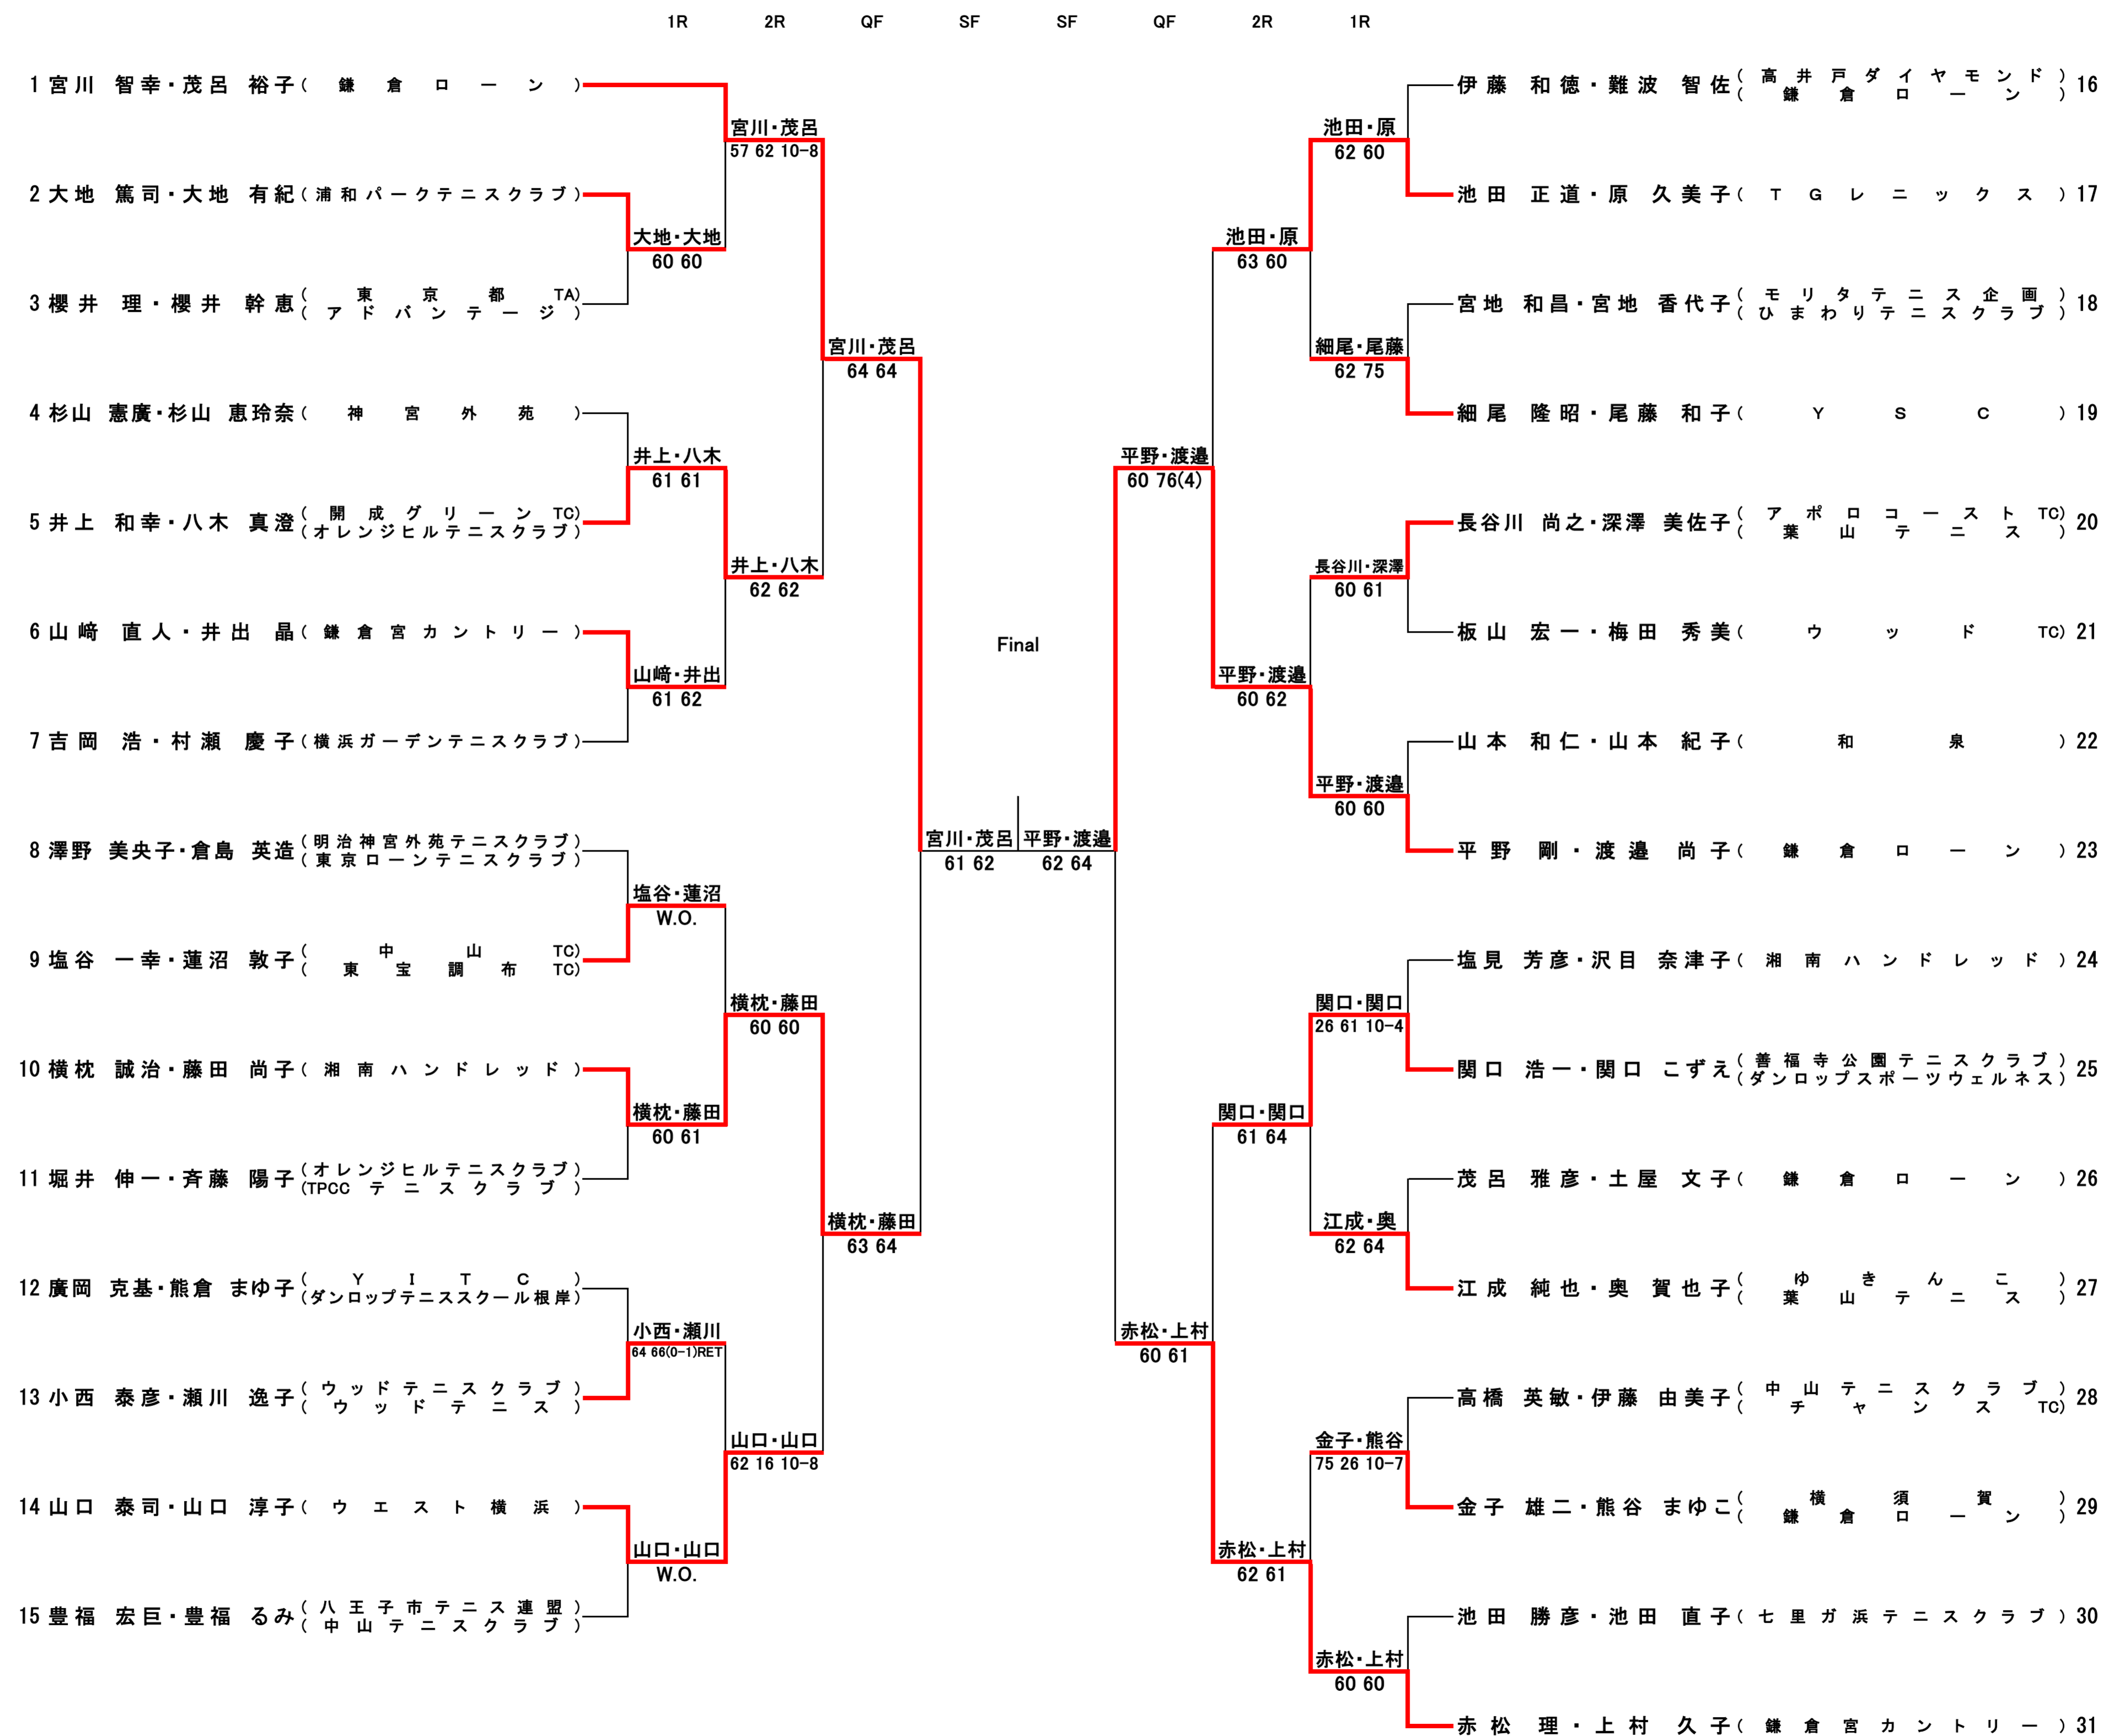 1R 2R QF SF SF QF 2R 1R
1 宮川 智幸・茂呂 裕子 (鎌倉ローン)
宮川・茂呂
57 62 10-8
2 大地 篤司・大地 有紀 (浦和パークテニスクラブ)
大地・大地
60 60
3 櫻井 理・櫻井 幹恵 (東京都TA)
(アドバンテージ)
宮川・茂呂
64 64
4 杉山 憲廣・杉山 恵玲奈 (神宮外苑)
井上・八木
61 61
5 井上 和幸・八木 真澄 (開成グリーンTC)
(オレンジヒルテニスクラブ)
井上・八木
62 62
6 山﨑 直人・井出 晶 (鎌倉宮カントリー)
山﨑・井出
61 62
7 吉岡 浩・村瀬 慶子 (横浜ガーデンテニスクラブ)
8 澤野 美央子・倉島 英造 (明治神宮外苑テニスクラブ)
(東京ローンテニスクラブ)
塩谷・蓮沼
W.O.
9 塩谷 一幸・蓮沼 敦子 (中山TC)
(東宝調布TC)
横枕・藤田
60 60
10 横枕 誠治・藤田 尚子 (湘南ハンドレッド)
横枕・藤田
60 61
11 堀井 伸一・斉藤 陽子 (オレンジヒルテニスクラブ)
(TPCCテニスクラブ)
横枕・藤田
63 64
12 廣岡 克基・熊倉 まゆ子 (YITC)
(ダンロップテニススクール根岸)
小西・瀬川
64 66(0-1)RET
13 小西 泰彦・瀬川 逸子 (ウッドテニスクラブ)
(ウッドテニス)
山口・山口
62 16 10-8
14 山口 泰司・山口 淳子 (ウエスト横浜)
山口・山口
W.O.
15 豊福 宏巨・豊福 るみ (八王子市テニス連盟)
(中山テニスクラブ)
Final
宮川・茂呂
61 62
平野・渡邉
62 64
伊藤 和徳・難波 智佐 (高井戸ダイヤモンド) 16
(鎌倉ローン)
池田・原
62 60
池田 正道・原 久美子 (TGレニックス) 17
池田・原
63 60
宮地 和昌・宮地 香代子 (モリタテニス企画) 18
(ひまわりテニスクラブ)
細尾・尾藤
62 75
細尾 隆昭・尾藤 和子 (YSC) 19
平野・渡邉
60 76(4)
長谷川 尚之・深澤 美佐子 (アポロコーストTC) 20
(葉山テニス)
長谷川・深澤
60 61
板山 宏一・梅田 秀美 (ウッドTC) 21
平野・渡邉
60 62
山本 和仁・山本 紀子 (和泉) 22
平野・渡邉
60 60
平野 剛・渡邉 尚子 (鎌倉ローン) 23
塩見 芳彦・沢目 奈津子 (湘南ハンドレッド) 24
関口・関口
26 61 10-4
関口 浩一・関口 こずえ (善福寺公園テニスクラブ) 25
(ダンロップスポーツウェルネス)
関口・関口
61 64
茂呂 雅彦・土屋 文子 (鎌倉ローン) 26
江成・奥
62 64
江成 純也・奥 賀也子 (ゆきんこ) 27
(葉山テニス)
赤松・上村
60 61
高橋 英敏・伊藤 由美子 (中山テニスクラブ) 28
(チャンスTC)
金子・熊谷
75 26 10-7
金子 雄二・熊谷 まゆこ (横須賀) 29
(鎌倉ローン)
赤松・上村
62 61
池田 勝彦・池田 直子 (七里ガ浜テニスクラブ) 30
赤松・上村
60 60
赤松 理・上村 久子 (鎌倉宮カントリー) 31